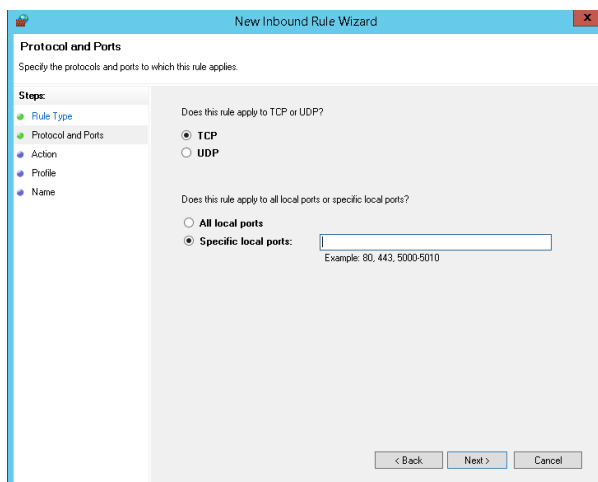 New Inbound Rule Wizard
x
Protocol and Ports
Specify the protocols and ports to which this rule applies.
Steps:
Rule Type
Protocol and Ports
Action
Profile
Name
Does this rule apply to TCP or UDP?
TCP
UDP
Does this rule apply to all local ports or specific local ports?
All local ports
Specific local ports:
Example: 80, 443, 5000-5010
< Back Next > Cancel